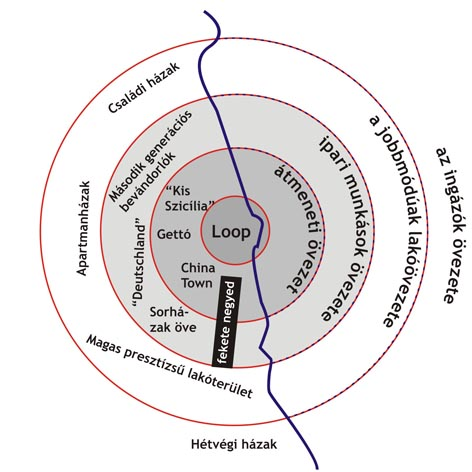 Családi házak
Második generációs
bevándorlók
"Kis
Szicília"
Gettó
Loop
China
Town
"Deutschland"
Apartmanházak
Sorhá-
zak öve
fekete negyed
Magas presztízsű lakóterület
Hétvégi házak
átmeneti övezet
ipari munkások övezete
a jobbmódúak lakóövezete
az ingázók övezete